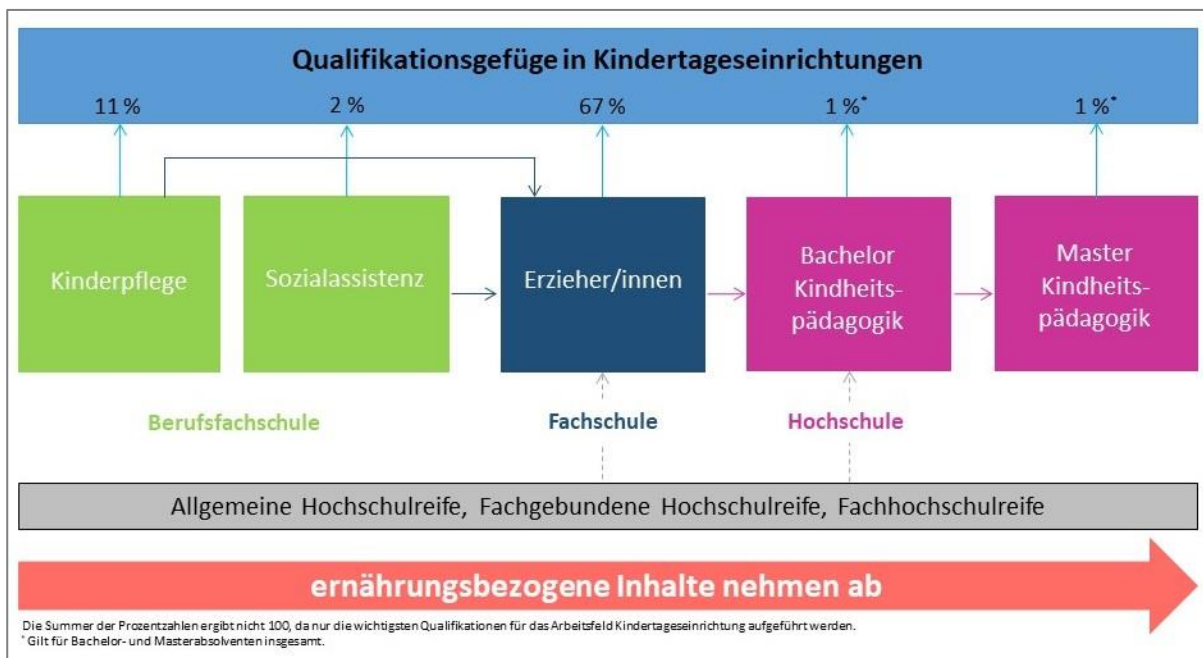 Qualifikationsgefüge in Kindertageseinrichtungen
11 % 2 % 67 % 1 %* 1 %*
Kinderpflege
Sozialassistenz
Erzieher/innen
Bachelor
Kindheits-
pädagogik
Master
Kindheits-
pädagogik
Berufsfachschule
Fachschule
Hochschule
Allgemeine Hochschulreife, Fachgebundene Hochschulreife, Fachhochschulreife
ernährungsbezogene Inhalte nehmen ab
Die Summer der Prozentzahlen ergibt nicht 100, da nur die wichtigsten Qualifikationen für das Arbeitsfeld Kindertageseinrichtung aufgeführt werden.
* Gilt für Bachelor- und Masterabsolventen insgesamt.